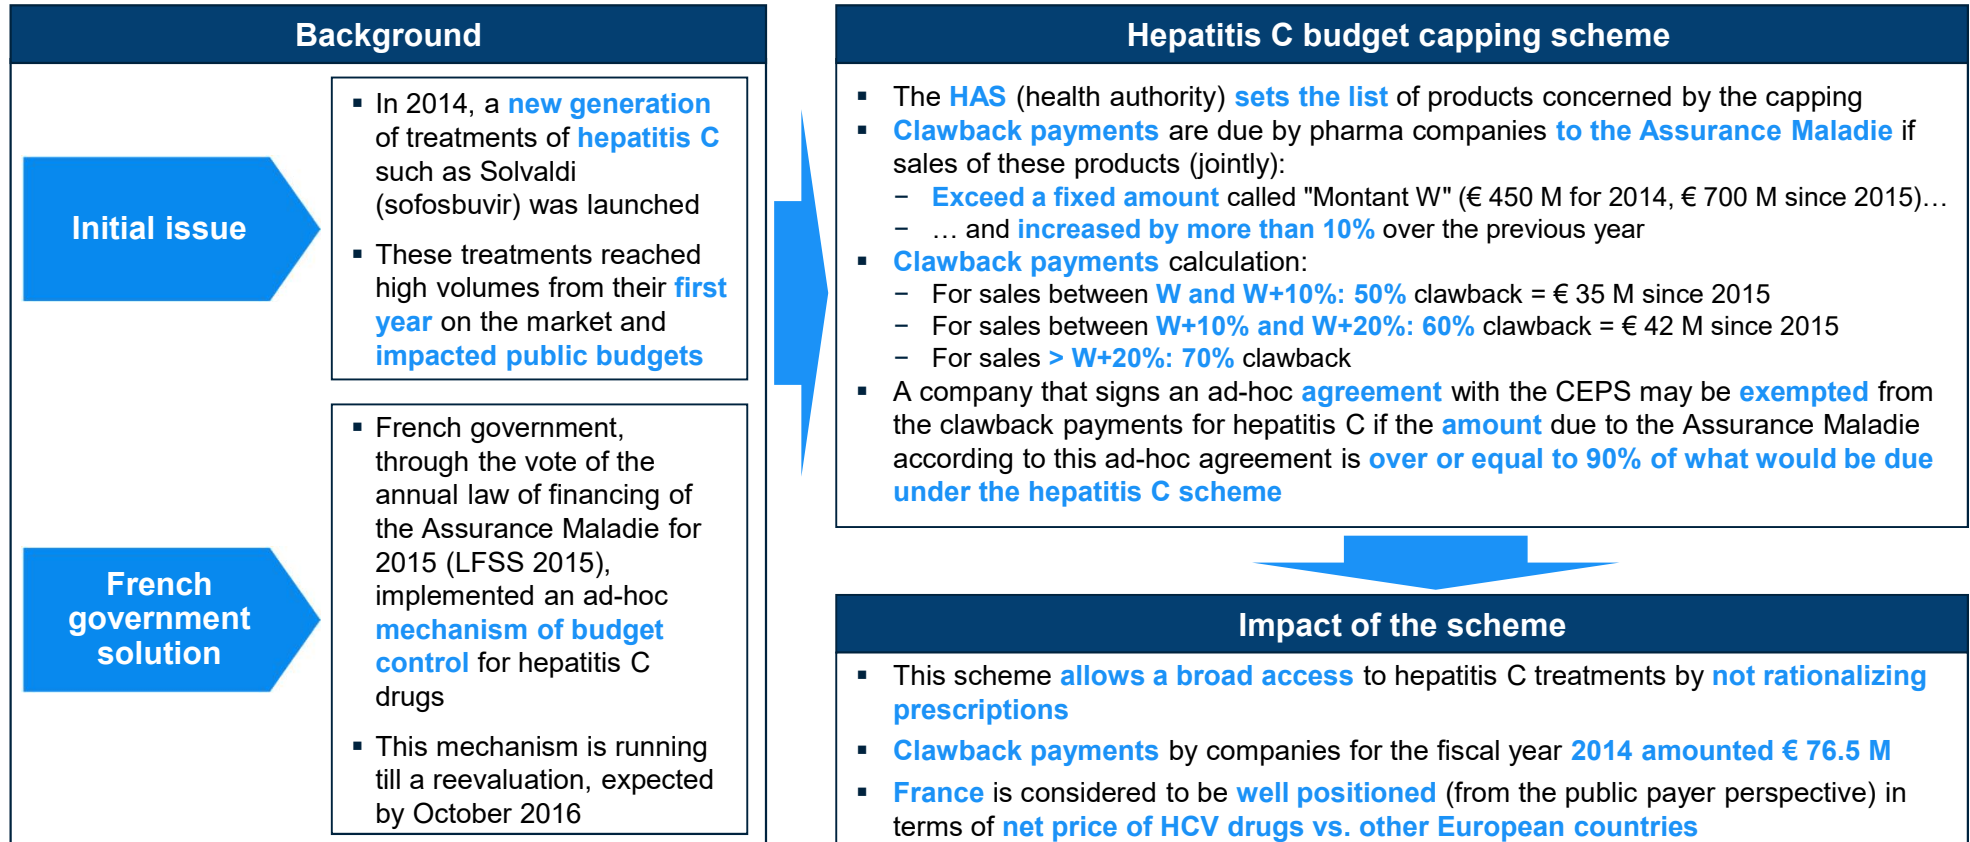 Background
Initial issue
▪ In 2014, a new generation
of treatments of hepatitis C
such as Solvaldi
(sofosbuvir) was launched
▪ These treatments reached
high volumes from their first
year on the market and
impacted public budgets
French
government
solution
▪ French government,
through the vote of the
annual law of financing of
the Assurance Maladie for
2015 (LFSS 2015),
implemented an ad-hoc
mechanism of budget
control for hepatitis C
drugs
▪ This mechanism is running
till a reevaluation, expected
by October 2016
Hepatitis C budget capping scheme
▪ The HAS (health authority) sets the list of products concerned by the capping
▪ Clawback payments are due by pharma companies to the Assurance Maladie if
sales of these products (jointly):
− Exceed a fixed amount called "Montant W" (€ 450 M for 2014, € 700 M since 2015)…
− … and increased by more than 10% over the previous year
▪ Clawback payments calculation:
− For sales between W and W+10%: 50% clawback = € 35 M since 2015
− For sales between W+10% and W+20%: 60% clawback = € 42 M since 2015
− For sales > W+20%: 70% clawback
▪ A company that signs an ad-hoc agreement with the CEPS may be exempted from
the clawback payments for hepatitis C if the amount due to the Assurance Maladie
according to this ad-hoc agreement is over or equal to 90% of what would be due
under the hepatitis C scheme
Impact of the scheme
▪ This scheme allows a broad access to hepatitis C treatments by not rationalizing
prescriptions
▪ Clawback payments by companies for the fiscal year 2014 amounted € 76.5 M
▪ France is considered to be well positioned (from the public payer perspective) in
terms of net price of HCV drugs vs. other European countries